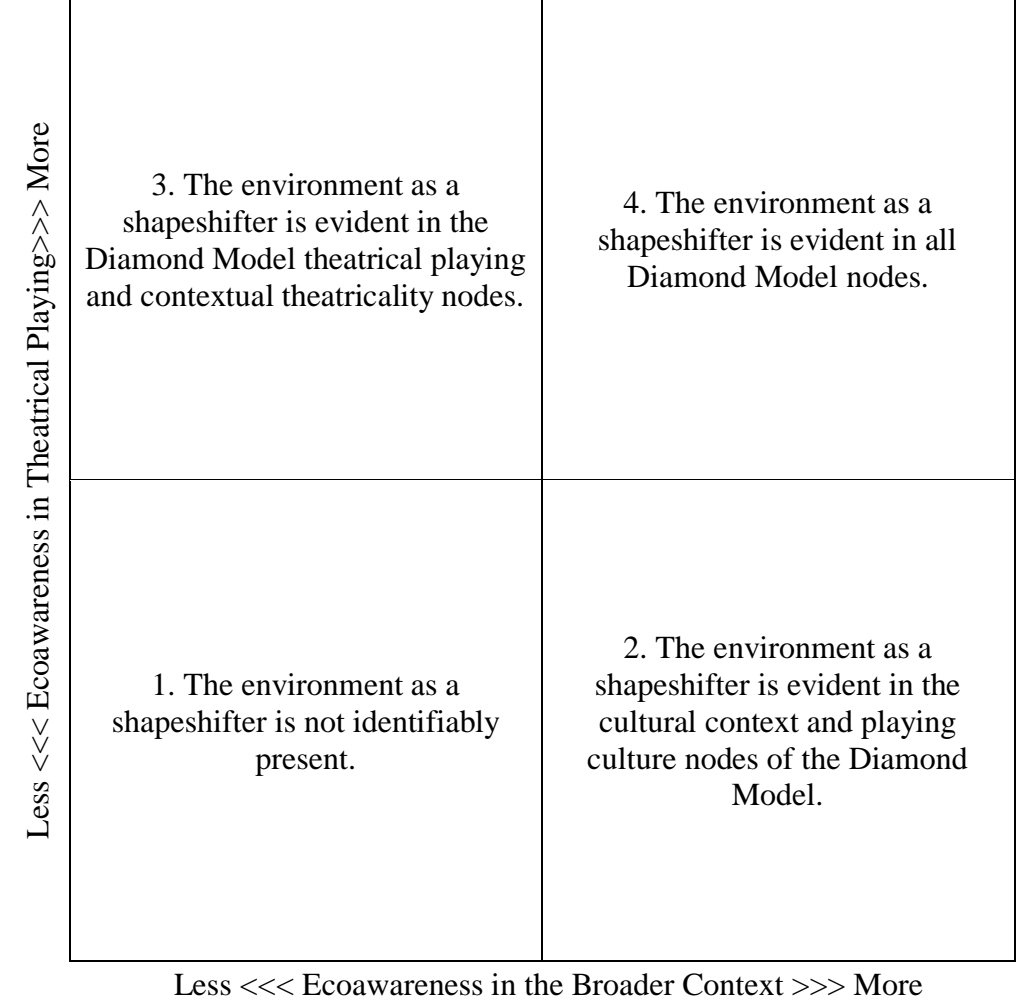 Less <<< Ecoawareness in Theatrical Playing>>> More
3. The environment as a
shapeshifter is evident in the
Diamond Model theatrical playing
and contextual theatricality nodes.
4. The environment as a
shapeshifter is evident in all
Diamond Model nodes.
1. The environment as a
shapeshifter is not identifiably
present.
2. The environment as a
shapeshifter is evident in the
cultural context and playing
culture nodes of the Diamond
Model.
Less <<< Ecoawareness in the Broader Context >>> More